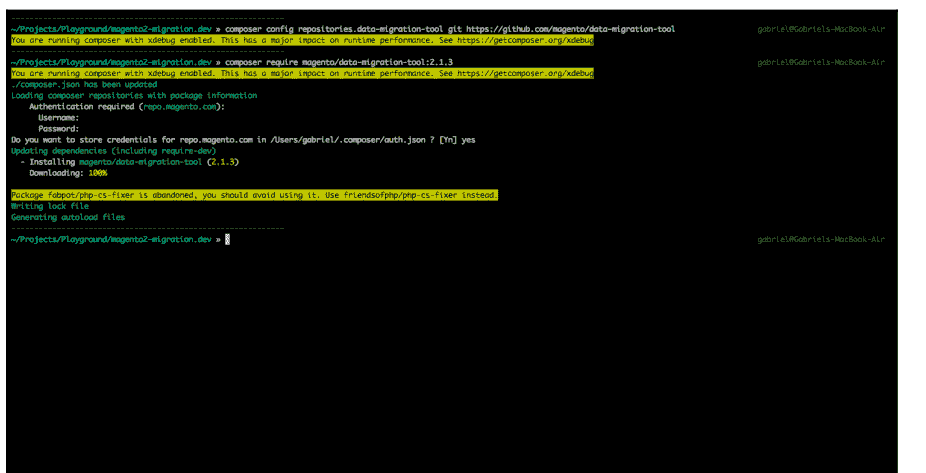 ~/Projects/Playground/magento2-migration.dev » composer config repositories.data-migration-tool git https://github.com/magento/data-migration-tool gabriel@Gabriels-MacBook-Air
You are running composer with xdebug enabled. This has a major impact on runtime performance. See https://getcomposer.org/xdebug
~/Projects/Playground/magento2-migration.dev » composer require magento/data-migration-tool:2.1.3 gabriel@Gabriels-MacBook-Air
You are running composer with xdebug enabled. This has a major impact on runtime performance. See https://getcomposer.org/xdebug
./composer.json has been updated
Loading composer repositories with package information
Authentication required (repo.magento.com):
Username:
Password:
Do you want to store credentials for repo.magento.com in /Users/gabriel/.composer/auth.json ? [Yn] yes
Updating dependencies (including require-dev)
- Installing magento/data-migration-tool (2.1.3)
Downloading: 100%
Package fabpot/php-cs-fixer is abandoned, you should avoid using it. Use friendsofphp/php-cs-fixer instead.
Writing lock file
Generating autoload files
~/Projects/Playground/magento2-migration.dev » gabriel@Gabriels-MacBook-Air